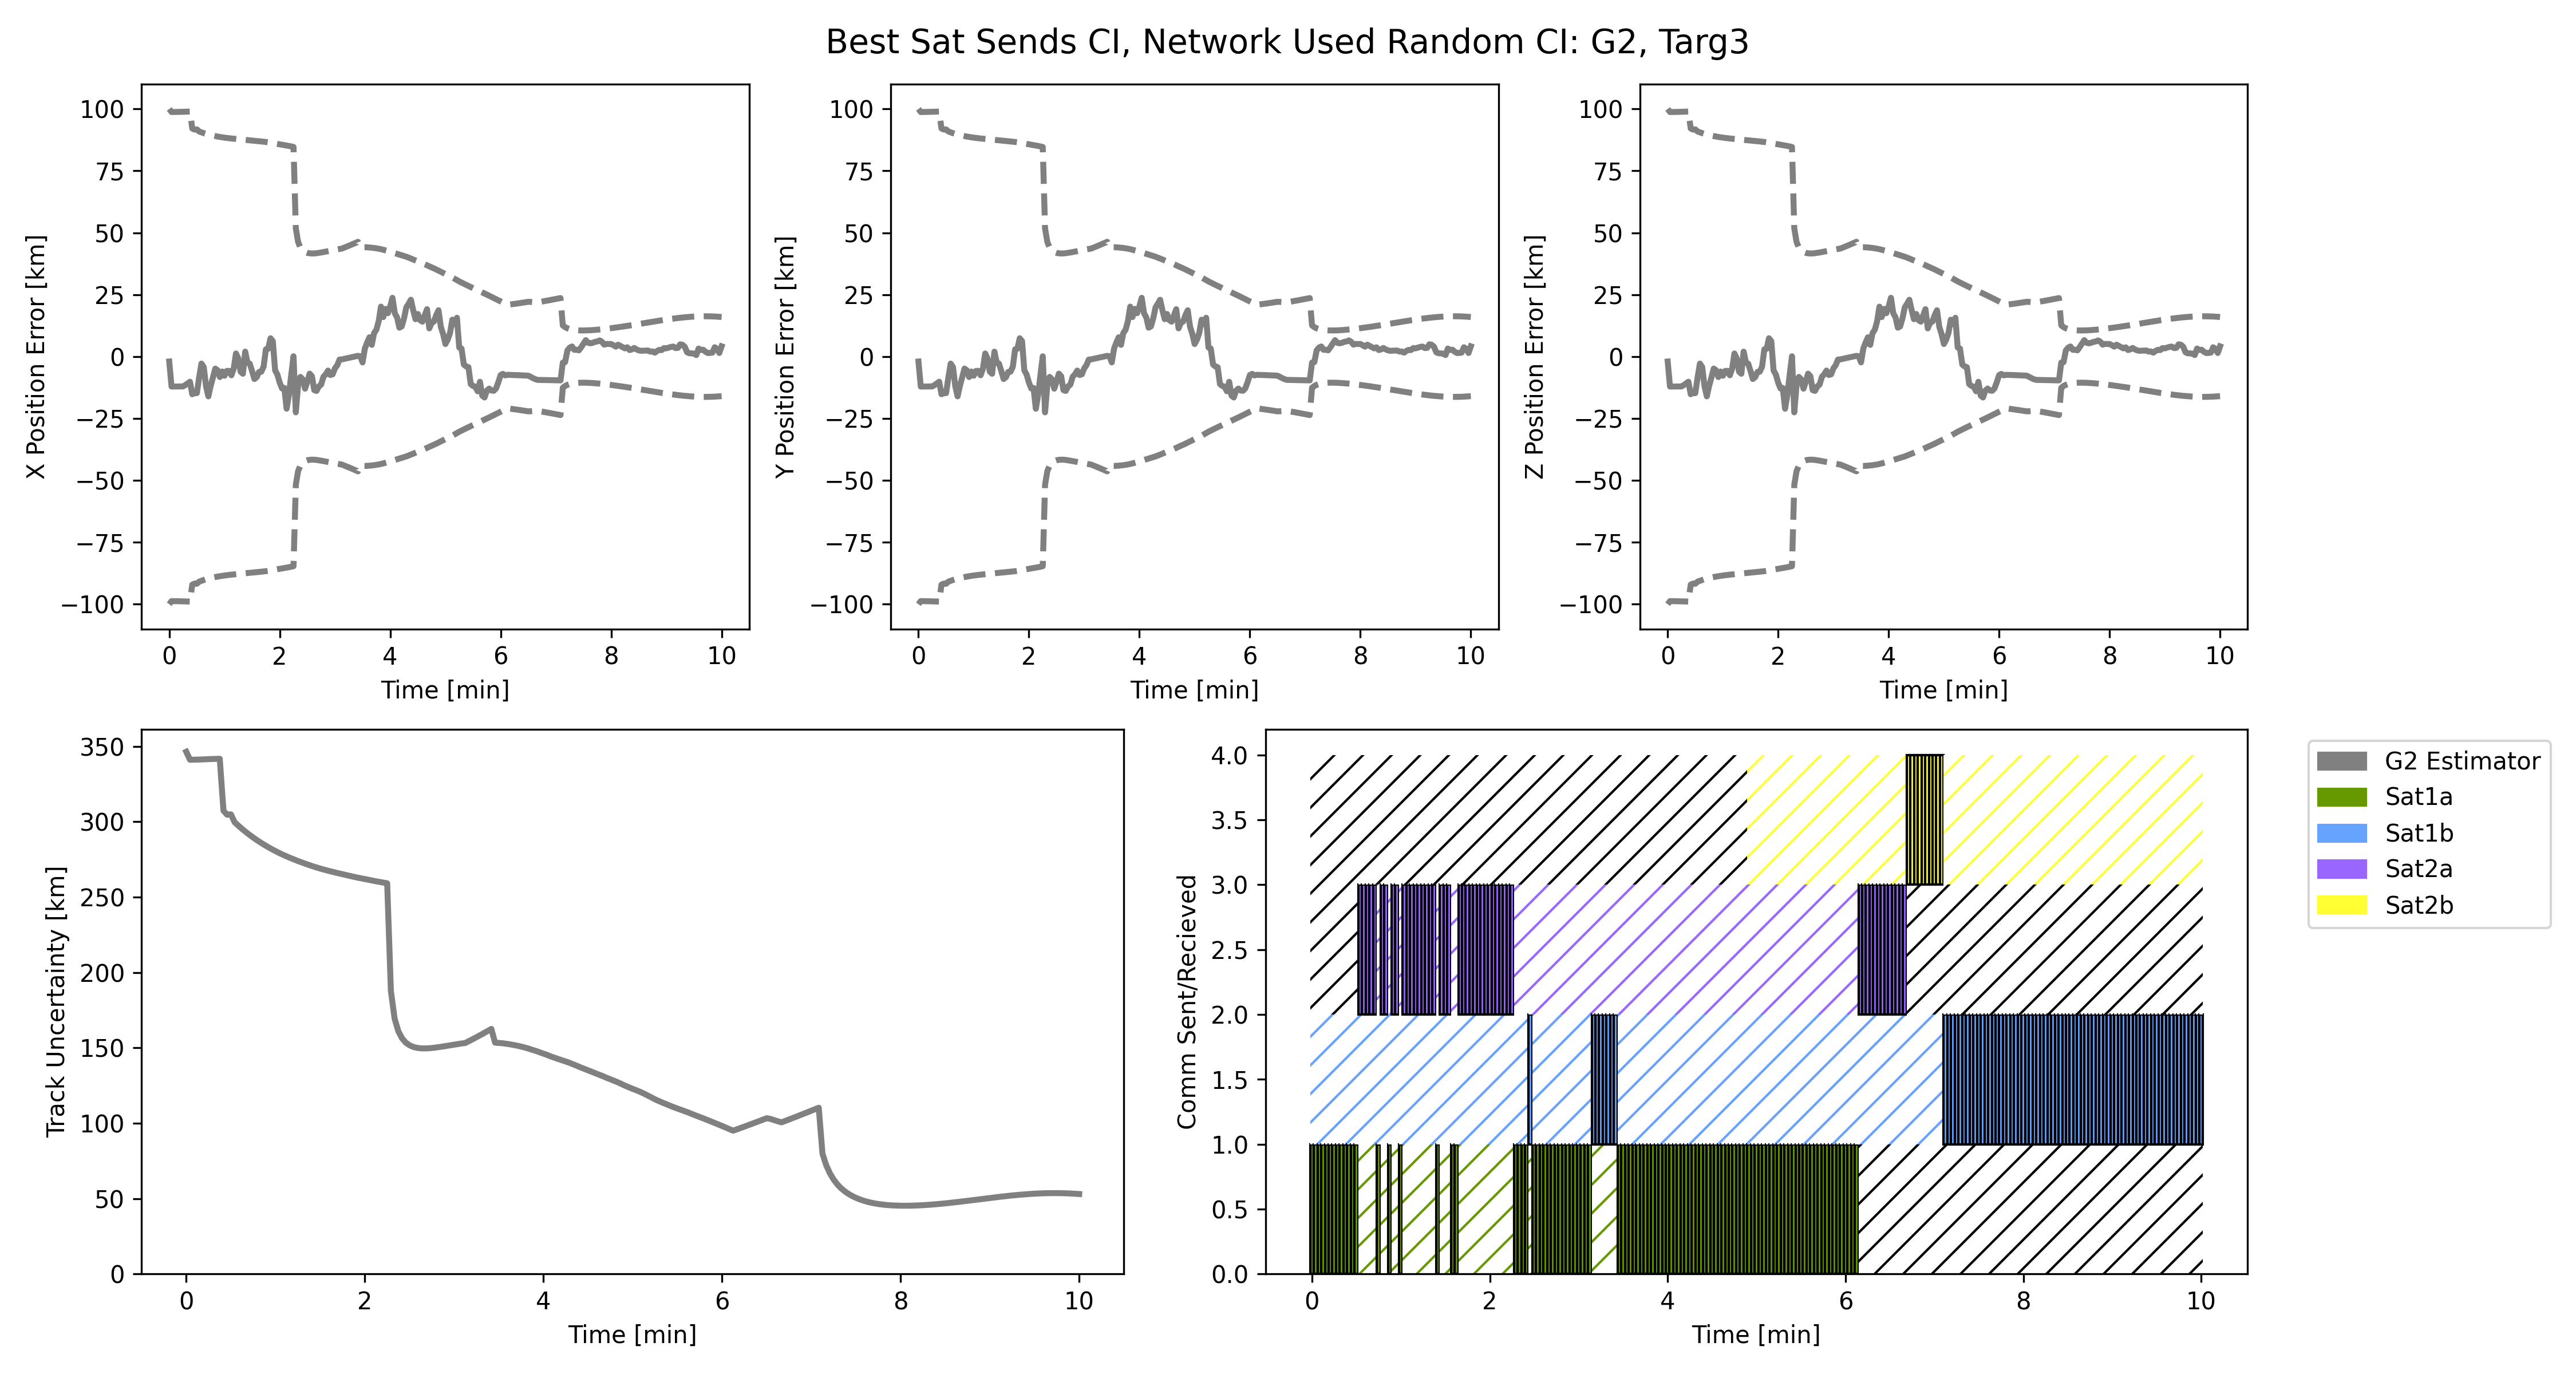 Best Sat Sends CI, Network Used Random CI: G2, Targ3
X Position Error [km]
100
75
50
25
0
−25
−50
−75
−100
0 2 4 6 8 10
Time [min]
Y Position Error [km]
100
75
50
25
0
−25
−50
−75
−100
0 2 4 6 8 10
Time [min]
Z Position Error [km]
100
75
50
25
0
−25
−50
−75
−100
0 2 4 6 8 10
Time [min]
Track Uncertainty [km]
350
300
250
200
150
100
50
0
0 2 4 6 8 10
Time [min]
Comm Sent/Recieved
4.0
3.5
3.0
2.5
2.0
1.5
1.0
0.5
0.0
0 2 4 6 8 10
Time [min]
G2 Estimator
Sat1a
Sat1b
Sat2a
Sat2b